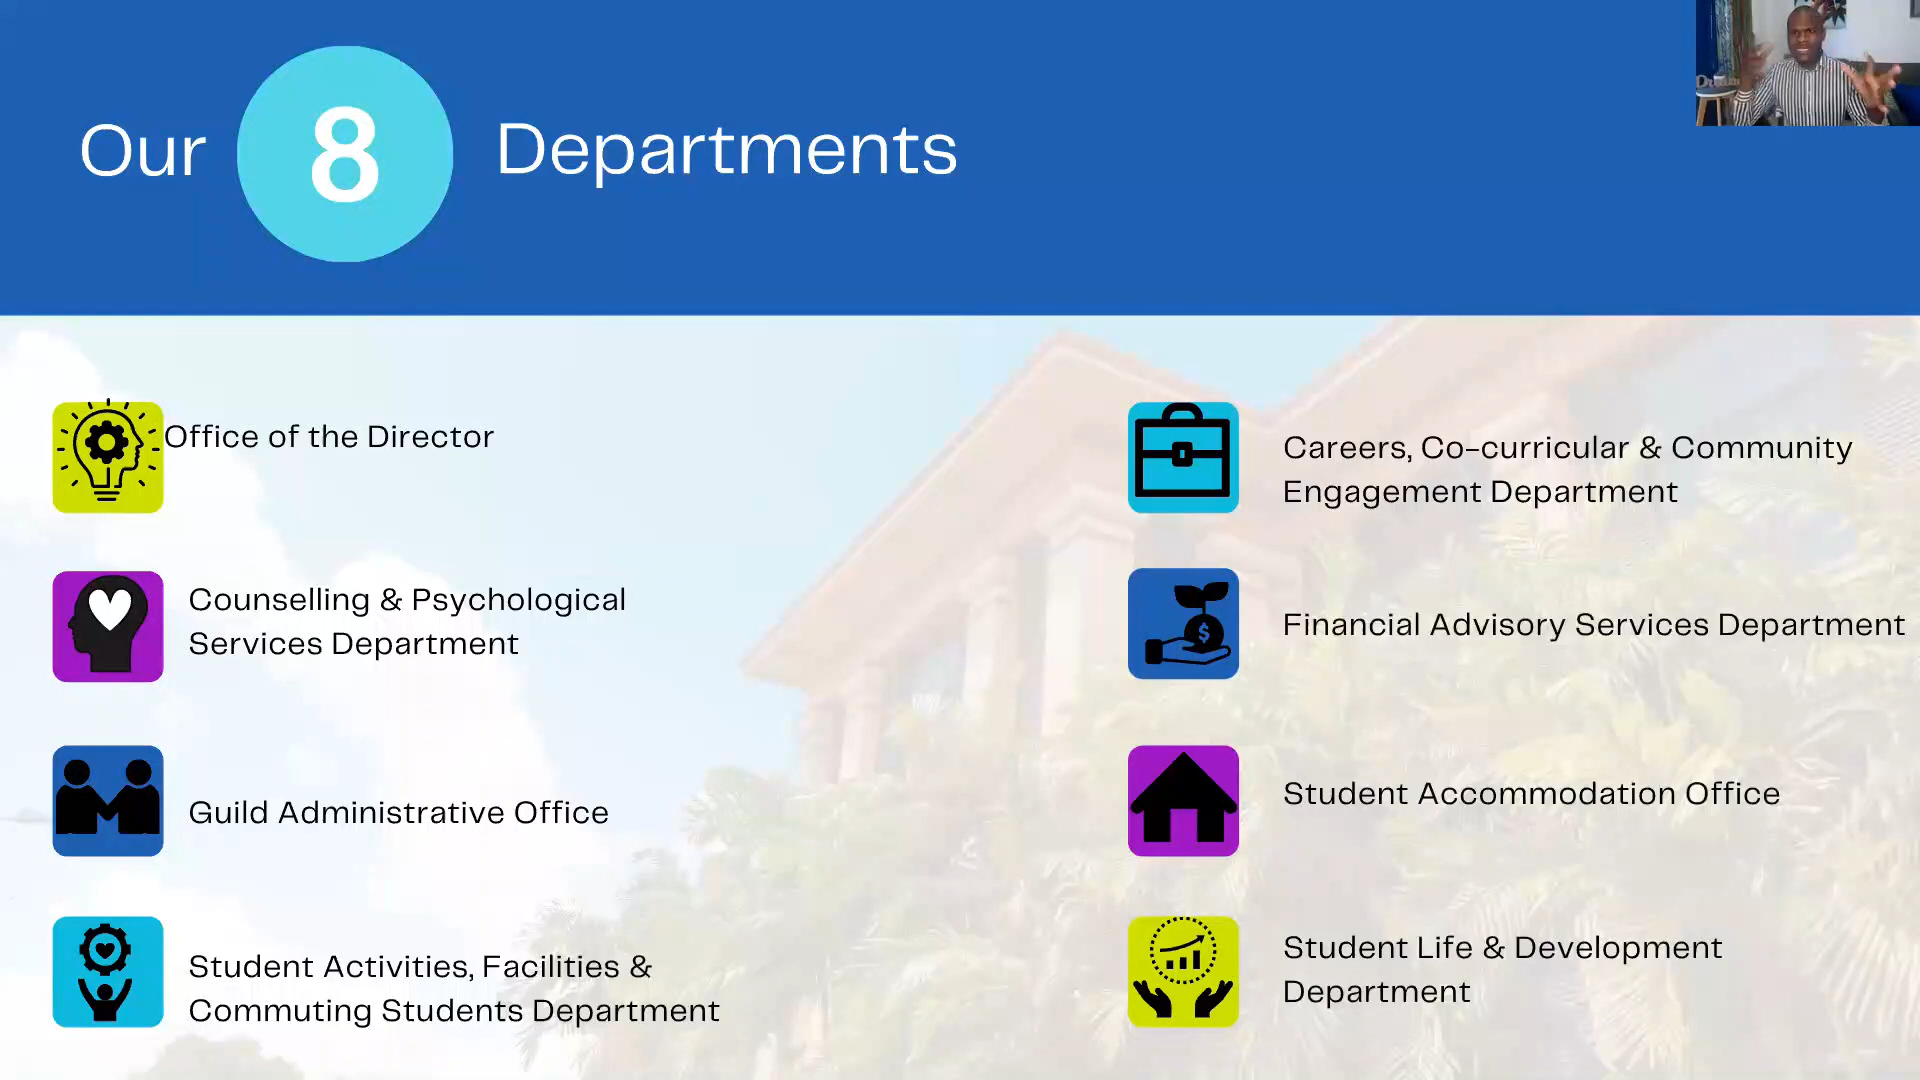 Our 8 Departments
Office of the Director
Counselling & Psychological
Services Department
Guild Administrative Office
Student Activities, Facilities &
Commuting Students Department
Careers, Co-curricular & Community
Engagement Department
$
Financial Advisory Services Department
Student Accommodation Office
Student Life & Development
Department